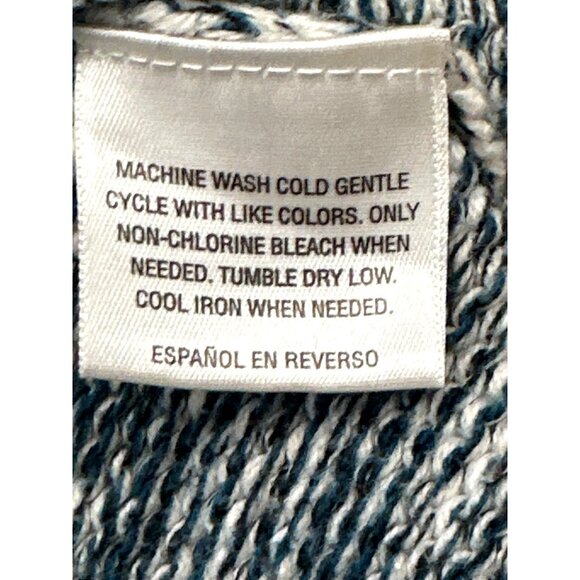 MACHINE WASH COLD GENTLE
CYCLE WITH LIKE COLORS. ONLY
NON-CHLORINE BLEACH WHEN
NEEDED. TUMBLE DRY LOW.
COOL IRON WHEN NEEDED.
ESPAÑOL EN REVERSO